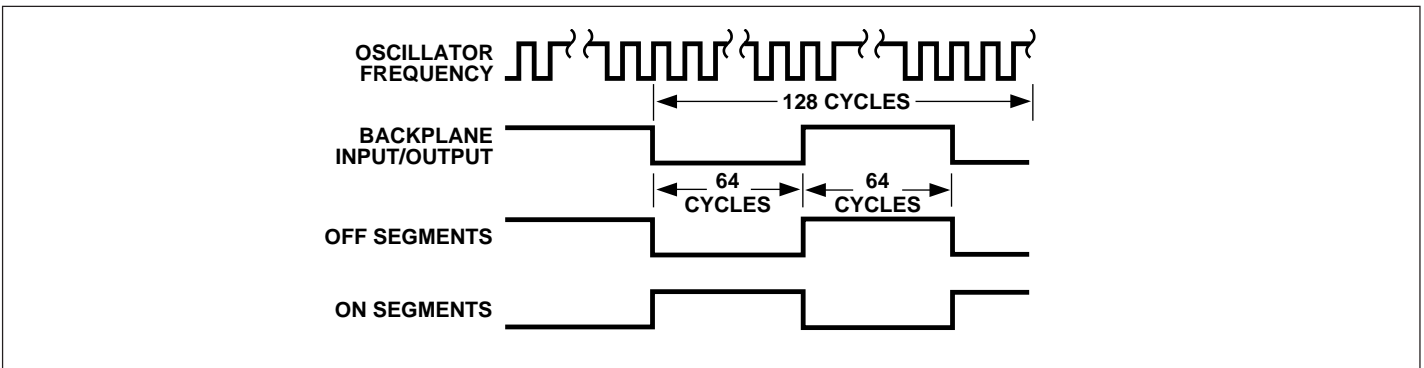 OSCILLATOR
FREQUENCY
128 CYCLES
BACKPLANE
INPUT/OUTPUT
64
CYCLES
64
CYCLES
OFF SEGMENTS
ON SEGMENTS